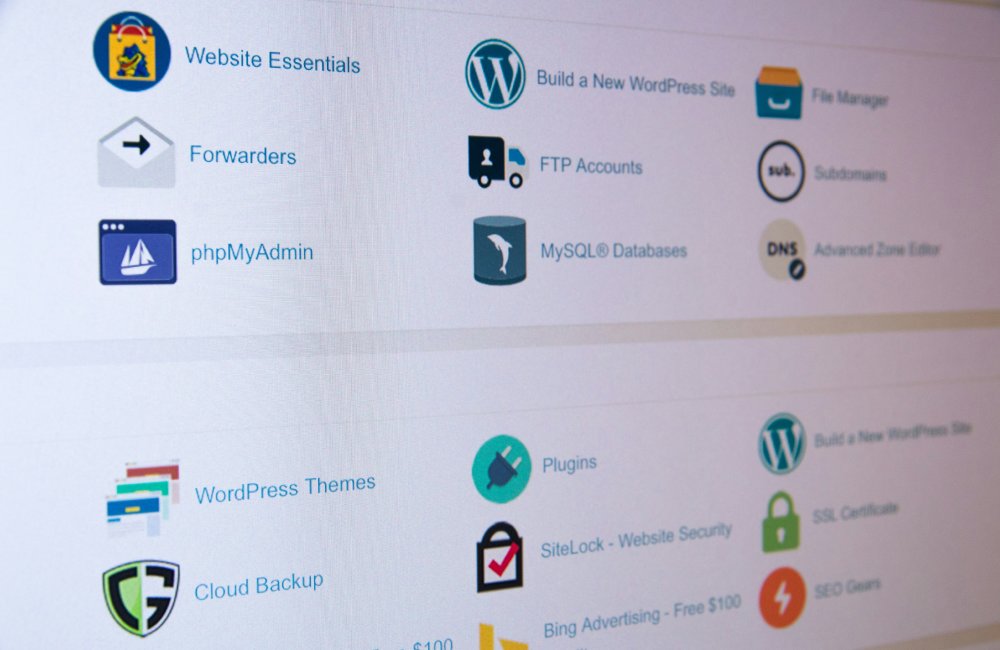 Website Essentials
Build a New WordPress Site
File Manager
Forwarders
FTP Accounts
sub.
Subdomains
phpMyAdmin
MySQL® Databases
DNS
Advanced Zone Editor
WordPress Themes
Plugins
Build a New WordPress Site
Cloud Backup
SiteLock - Website Security
SSL Certificate
$100
Bing Advertising - Free $100
SEO Gears